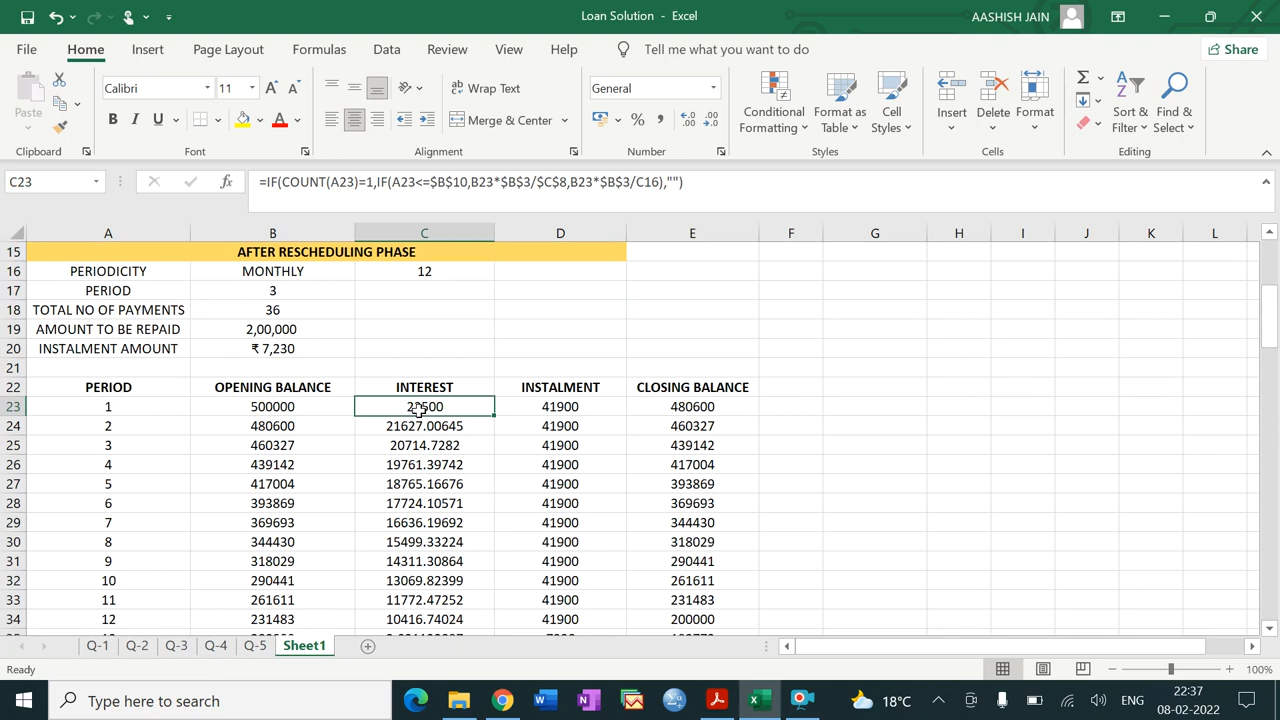 Loan Solution - Excel
AASHISH JAIN
File Home Insert Page Layout Formulas Data Review View Help Tell me what you want to do Share
Paste
Calibri 11
Wrap Text
General
Conditional Formatting
Format as Table
Cell Styles
Insert Delete Format
Sort & Filter
Find & Select
B I U
Merge & Center
Clipboard Font Alignment Number Styles Cells Editing
C23 =IF(COUNT(A23)=1,IF(A23<=$B$10,B23*$B$3/$C$8,B23*$B$3/C16),"")
A B C D E F G H I J K L
15 AFTER RESCHEDULING PHASE
16 PERIODICITY MONTHLY 12
17 PERIOD 3
18 TOTAL NO OF PAYMENTS 36
19 AMOUNT TO BE REPAID 2,00,000
20 INSTALMENT AMOUNT ₹ 7,230
21
22 PERIOD OPENING BALANCE INTEREST INSTALMENT CLOSING BALANCE
23 1 500000 22500 41900 480600
24 2 480600 21627.00645 41900 460327
25 3 460327 20714.7282 41900 439142
26 4 439142 19761.39742 41900 417004
27 5 417004 18765.16676 41900 393869
28 6 393869 17724.10571 41900 369693
29 7 369693 16636.19692 41900 344430
30 8 344430 15499.33224 41900 318029
31 9 318029 14311.30864 41900 290441
32 10 290441 13069.82399 41900 261611
33 11 261611 11772.47252 41900 231483
34 12 231483 10416.74024 41900 200000
Q-1 Q-2 Q-3 Q-4 Q-5 Sheet1
Ready 100%
Type here to search
18°C
ENG
22:37
08-02-2022